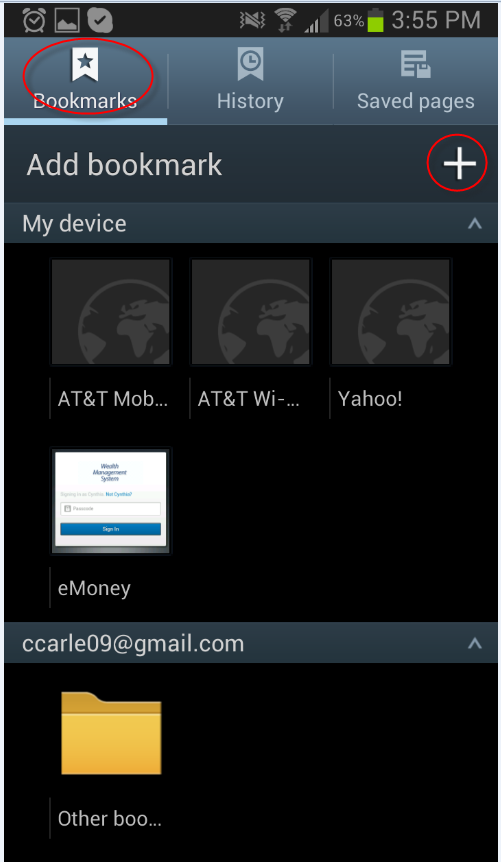 63% 3:55 PM
Bookmarks History Saved pages
Add bookmark
My device
AT&T Mob... AT&T Wi-... Yahoo!
Wealth
Management
System
Signing in as Cynthia. Not Cynthia?
Passcode
Sign In
eMoney
ccarle09@gmail.com
Other boo...